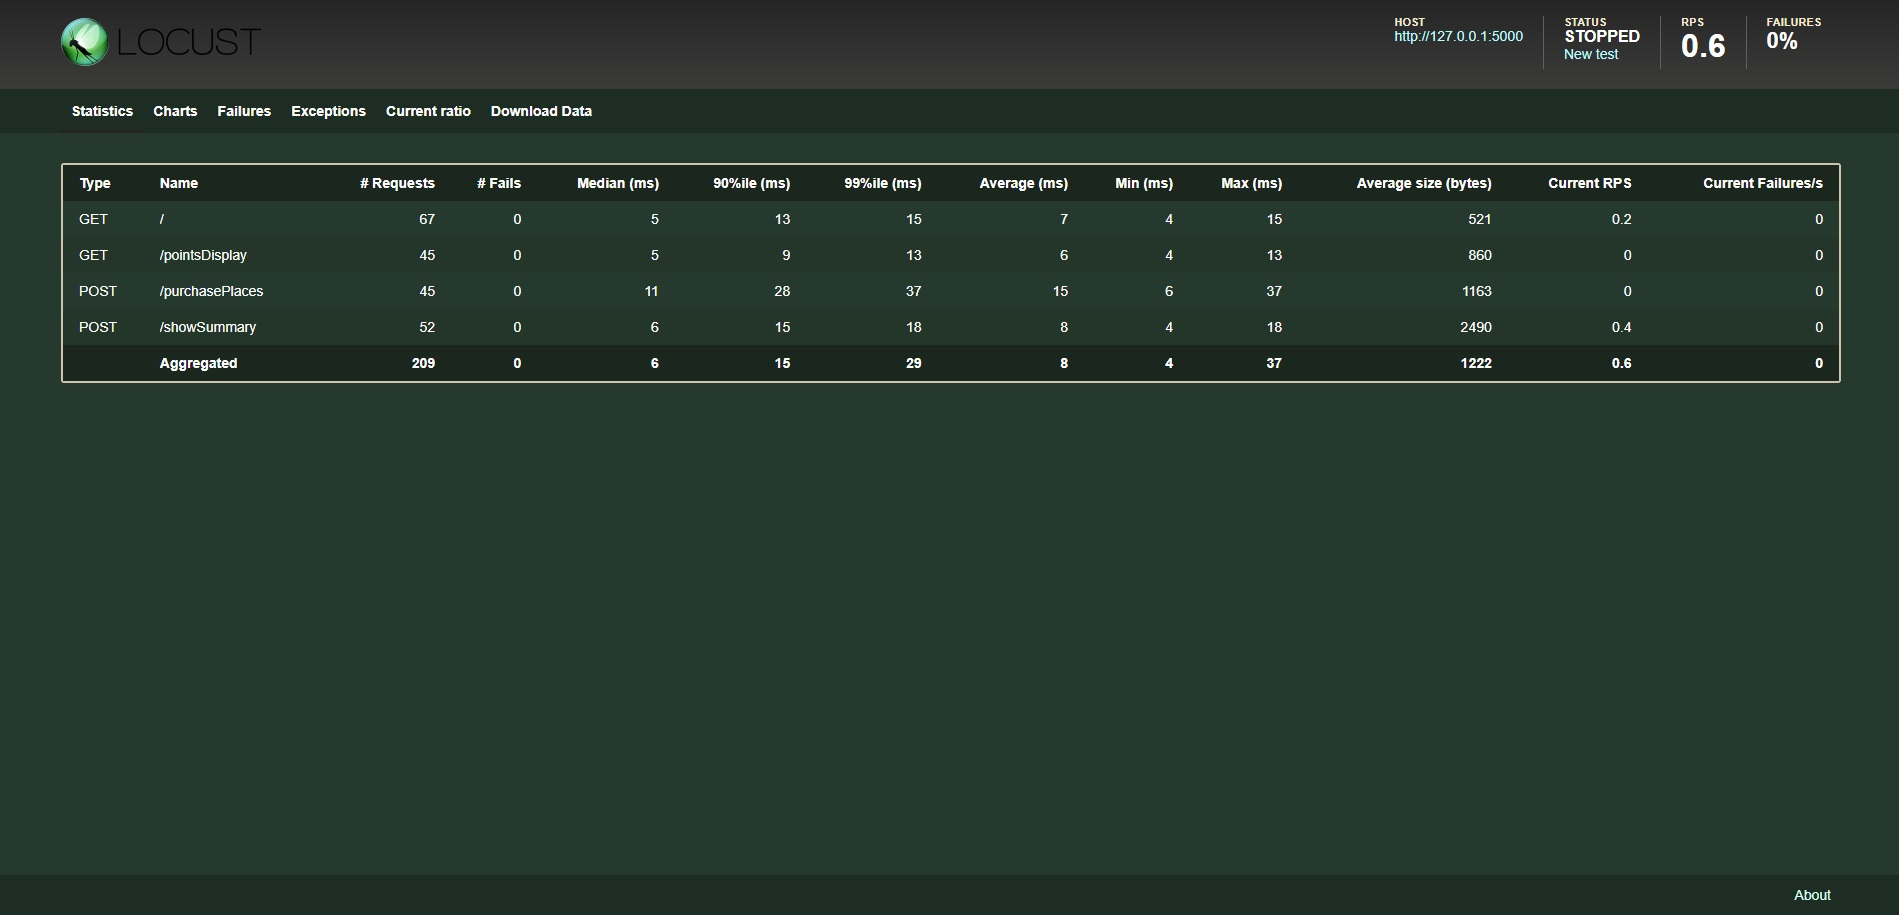 LOCUST
HOST
http://127.0.0.1:5000
STATUS
STOPPED
New test
RPS
0.6
FAILURES
0%
Statistics Charts Failures Exceptions Current ratio Download Data
Type Name # Requests # Fails Median (ms) 90%ile (ms) 99%ile (ms) Average (ms) Min (ms) Max (ms) Average size (bytes) Current RPS Current Failures/s
GET / 67 0 5 13 15 7 4 15 521 0.2 0
GET /pointsDisplay 45 0 5 9 13 6 4 13 860 0 0
POST /purchasePlaces 45 0 11 28 37 15 6 37 1163 0 0
POST /showSummary 52 0 6 15 18 8 4 18 2490 0.4 0
Aggregated 209 0 6 15 29 8 4 37 1222 0.6 0
About